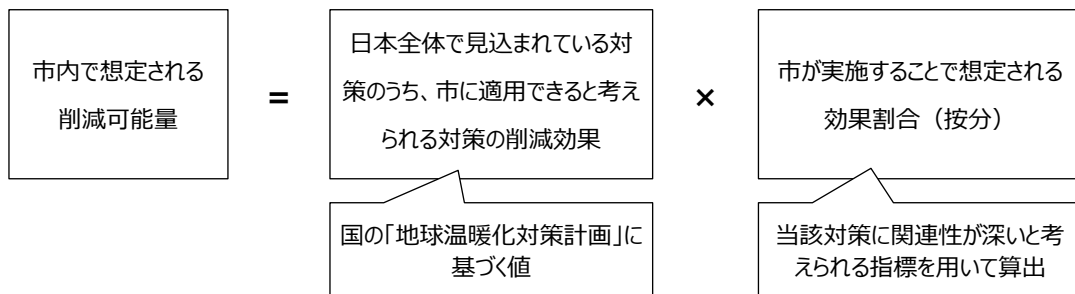 市内で想定される
削減可能量
=
日本全体で見込まれている対
策のうち、市に適用できると考え
られる対策の削減効果
×
市が実施することで想定される
効果割合（按分）
国の「地球温暖化対策計画」に
基づく値
当該対策に関連性が深いと考
えられる指標を用いて算出